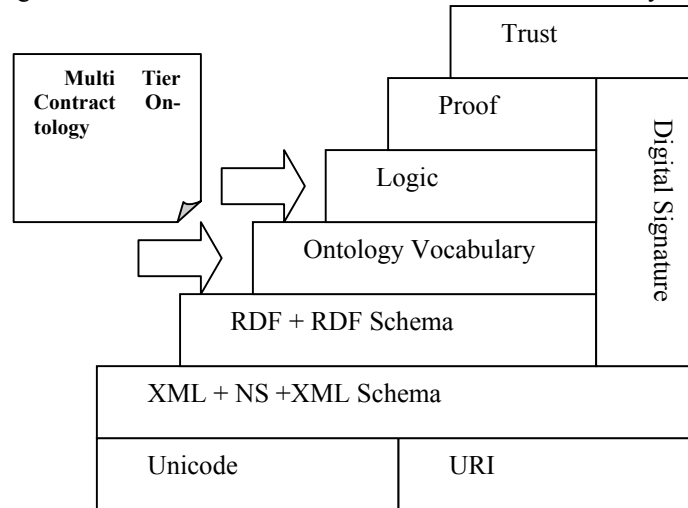 Trust
Multi Tier
Contract On-
tology
Proof
Digital Signature
Logic
Ontology Vocabulary
RDF + RDF Schema
XML + NS +XML Schema
Unicode
URI